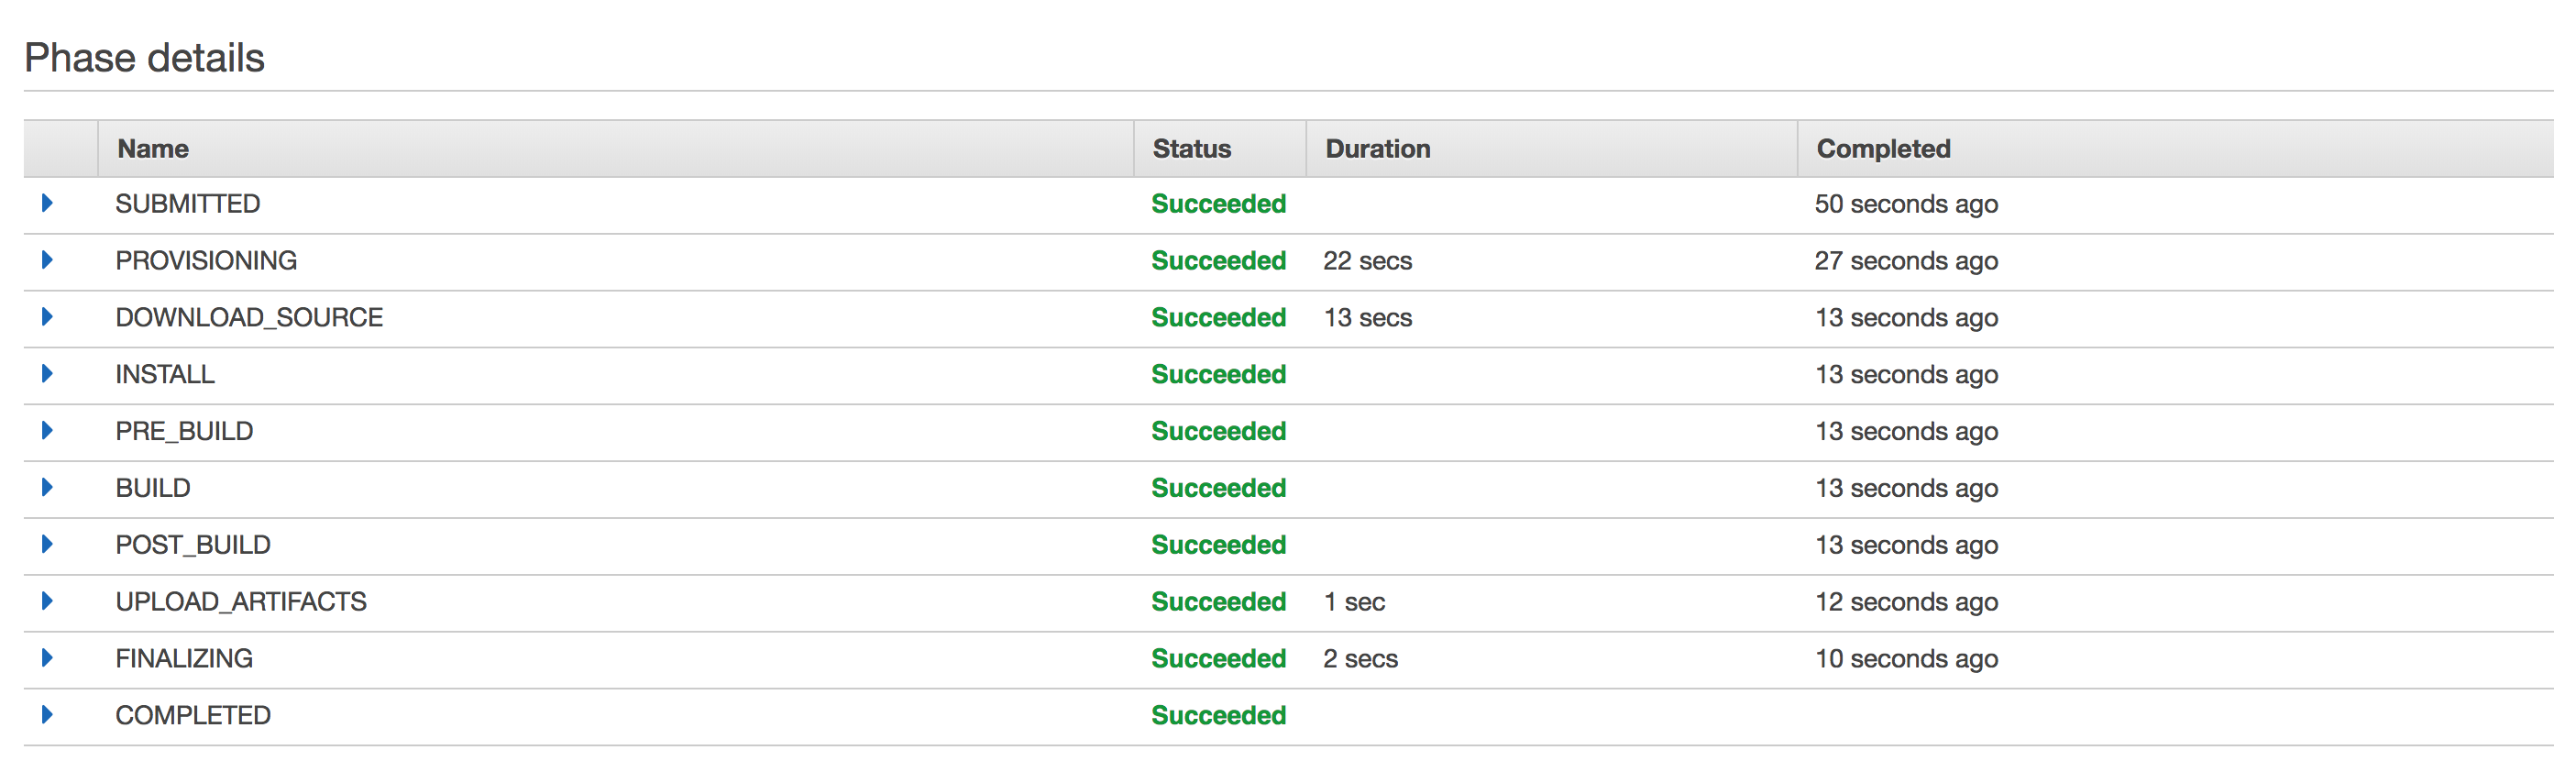 Phase details
Name Status Duration Completed
SUBMITTED Succeeded 50 seconds ago
PROVISIONING Succeeded 22 secs 27 seconds ago
DOWNLOAD_SOURCE Succeeded 13 secs 13 seconds ago
INSTALL Succeeded 13 seconds ago
PRE_BUILD Succeeded 13 seconds ago
BUILD Succeeded 13 seconds ago
POST_BUILD Succeeded 13 seconds ago
UPLOAD_ARTIFACTS Succeeded 1 sec 12 seconds ago
FINALIZING Succeeded 2 secs 10 seconds ago
COMPLETED Succeeded